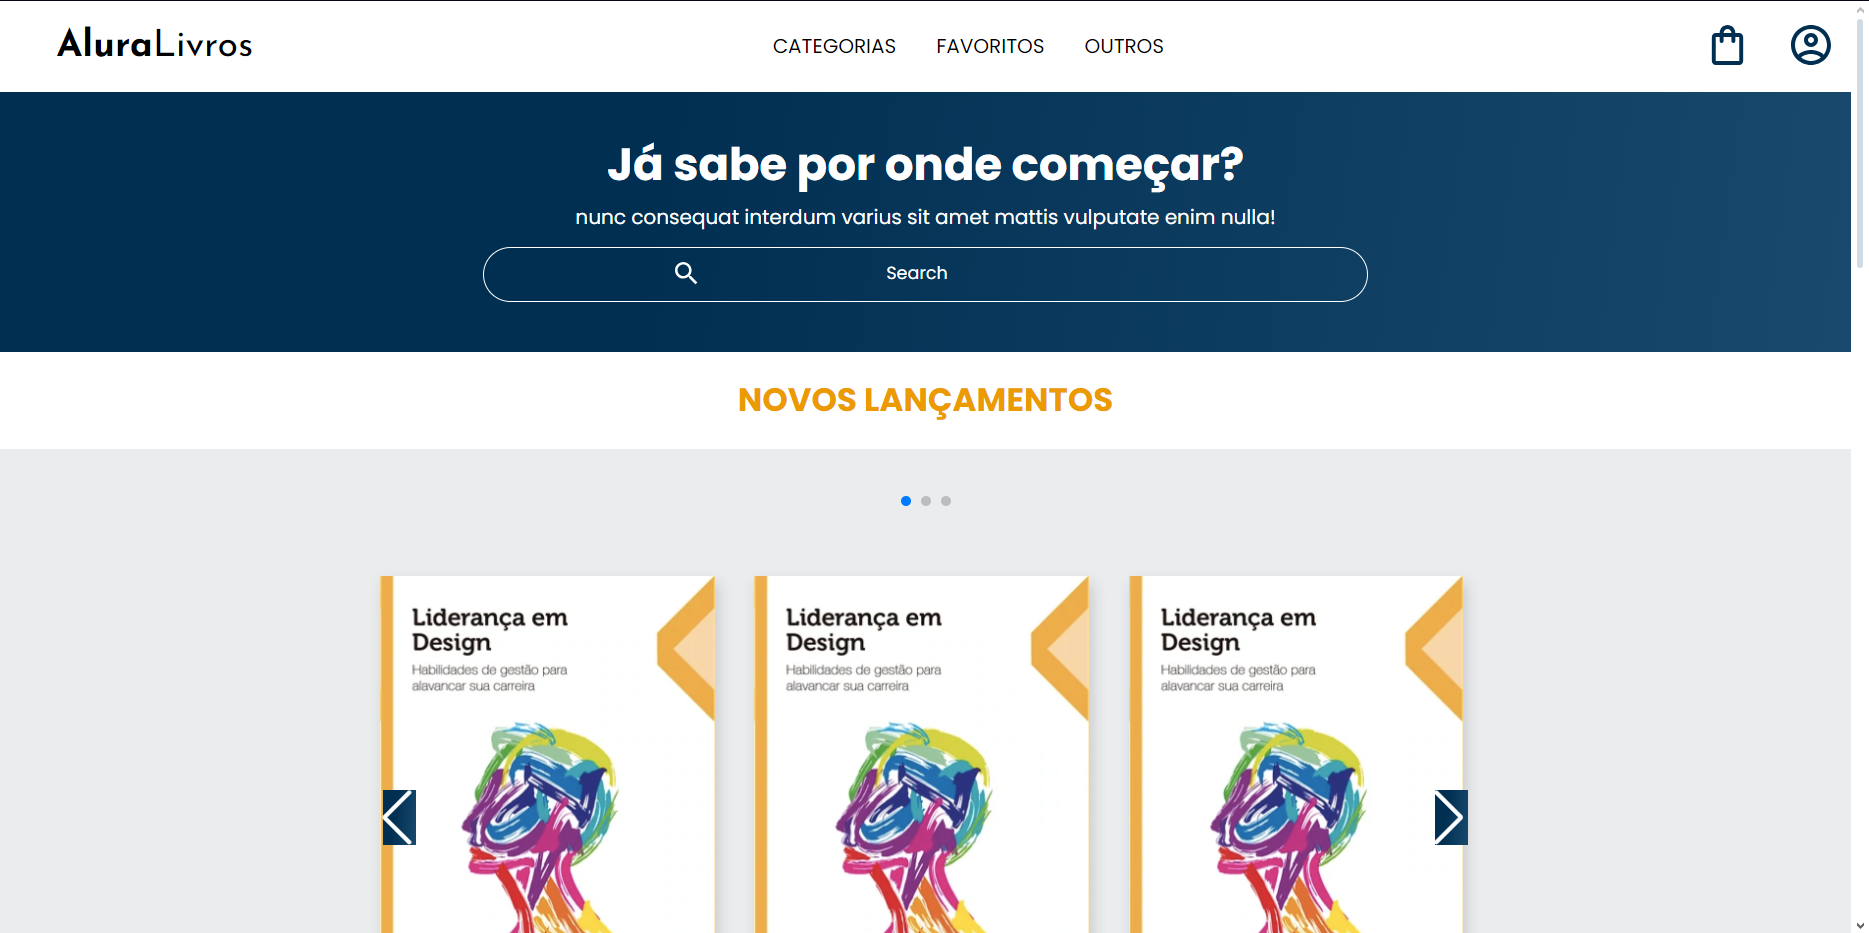 AluraLivros
CATEGORIAS FAVORITOS OUTROS
Já sabe por onde começar?
nunc consequat interdum varius sit amet mattis vulputate enim nulla!
Search
NOVOS LANÇAMENTOS
Liderança em
Design
Habilidades de gestão para
alavancar sua carreira
Liderança em
Design
Habilidades de gestão para
alavancar sua carreira
Liderança em
Design
Habilidades de gestão para
alavancar sua carreira